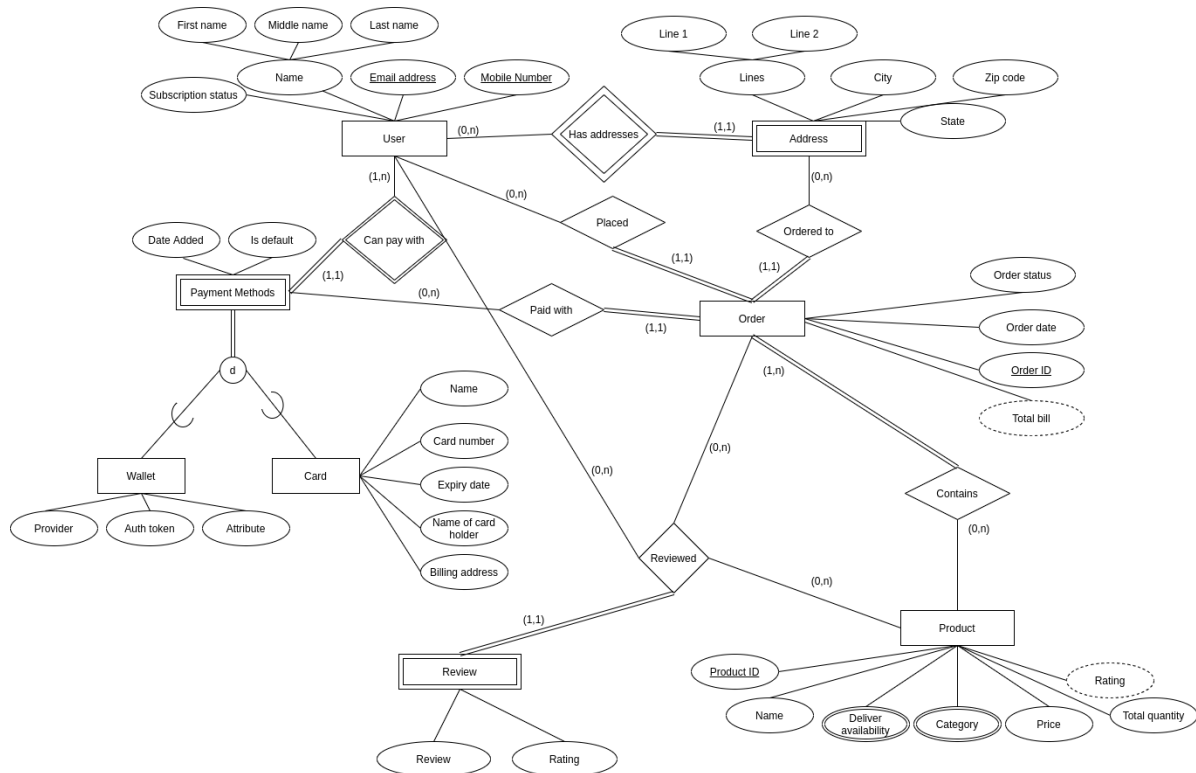 First name
Middle name
Last name
Line 1
Line 2
Name
Email address
Mobile Number
Lines
City
Zip code
Subscription status
State
User
(0,n)
Has addresses
(1,1)
Address
(1,n)
(0,n)
(0,n)
Placed
Ordered to
Date Added
Is default
Can pay with
(1,1)
(1,1)
(1,1)
Order status
Payment Methods
(0,n)
Paid with
(1,1)
Order
Order date
Order ID
(1,n)
d
Name
Total bill
Card number
(0,n)
(0,n)
Wallet
Card
Expiry date
Contains
Provider
Auth token
Attribute
Name of card
holder
(0,n)
Billing address
Reviewed
(0,n)
(1,1)
Product
Review
Product ID
Rating
Name
Deliver
availability
Category
Price
Total quantity
Review
Rating